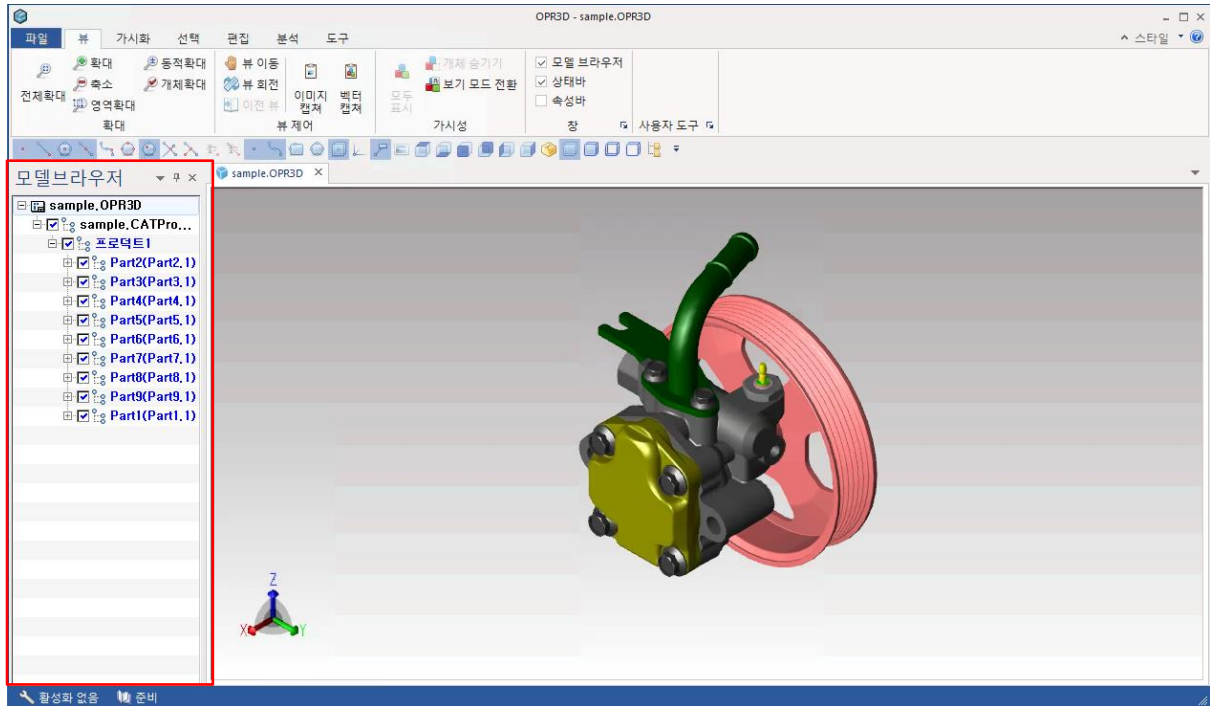 OPR3D - sample.OPR3D
파일 뷰 가시화 선택 편집 분석 도구 스타일
전체확대
확대
축소
영역확대
동적확대
개체확대
확대
뷰 이동
뷰 회전
이전 뷰
이미지
캡쳐
벡터
캡쳐
뷰 제어
모두
표시
개체 숨기기
보기 모드 전환
가시성
모델 브라우저
상태바
속성바
창
사용자 도구
모델브라우저
sample.OPR3D
sample.OPR3D
sample.CATPro...
프로덕트1
Part2(Part2.1)
Part3(Part3.1)
Part4(Part4.1)
Part5(Part5.1)
Part6(Part6.1)
Part7(Part7.1)
Part8(Part8.1)
Part9(Part9.1)
Part1(Part1.1)
Z
X
Y
활성화 없음 준비